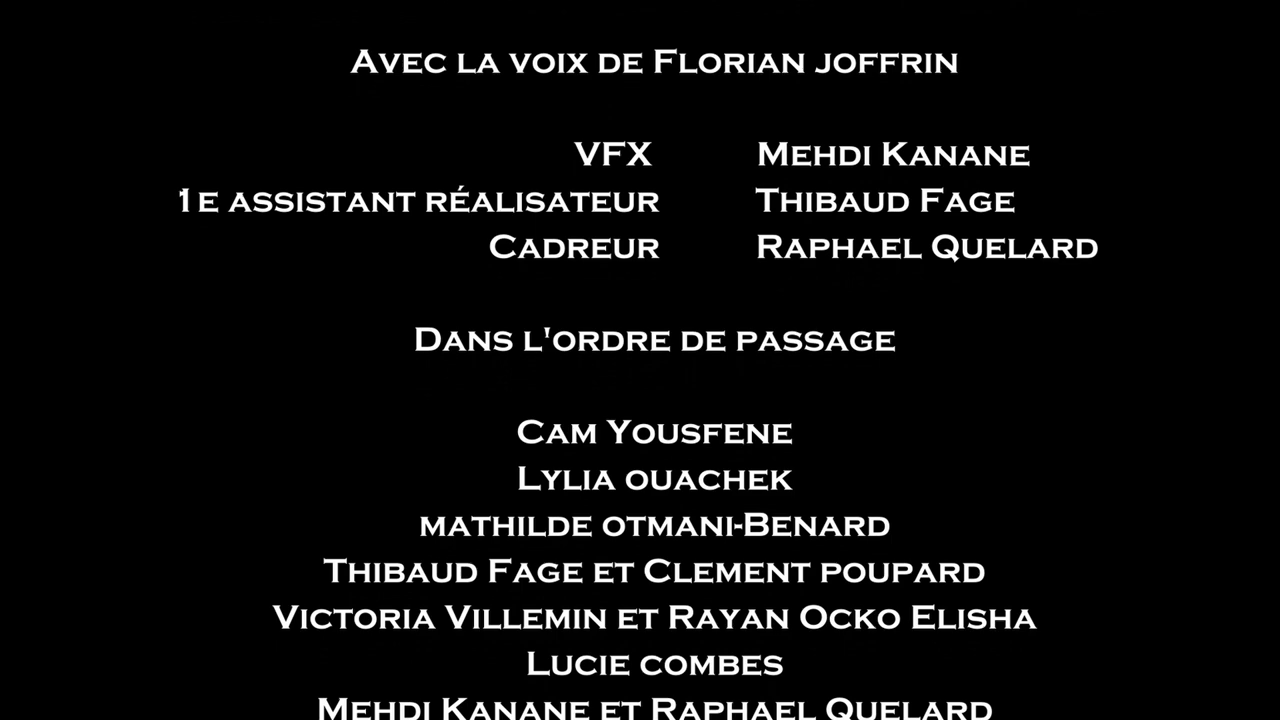 Avec la voix de Florian joffrin
VFX Mehdi Kanane
1e assistant réalisateur Thibaud Fage
Cadreur Raphael Quelard
Dans l'ordre de passage
Cam Yousfene
Lylia ouachek
mathilde otmani-Benard
Thibaud Fage et Clement poupard
Victoria Villemin et Rayan Ocko Elisha
Lucie combes
Mehdi Kanane et Raphael Quelard